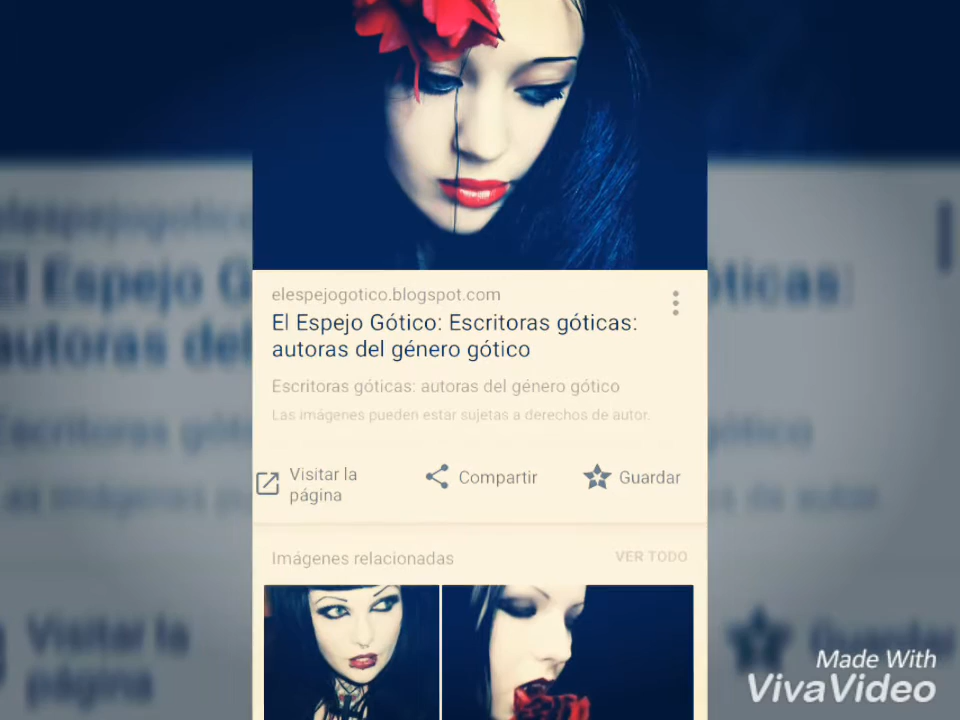 elespejogotico.blogspot.com
El Espejo Gótico: Escritoras góticas:
autoras del género gótico
Escritoras góticas: autoras del género gótico
Las imágenes pueden estar sujetas a derechos de autor.
Visitar la
página
Compartir
Guardar
Imágenes relacionadas
VER TODO
Made With
VivaVideo